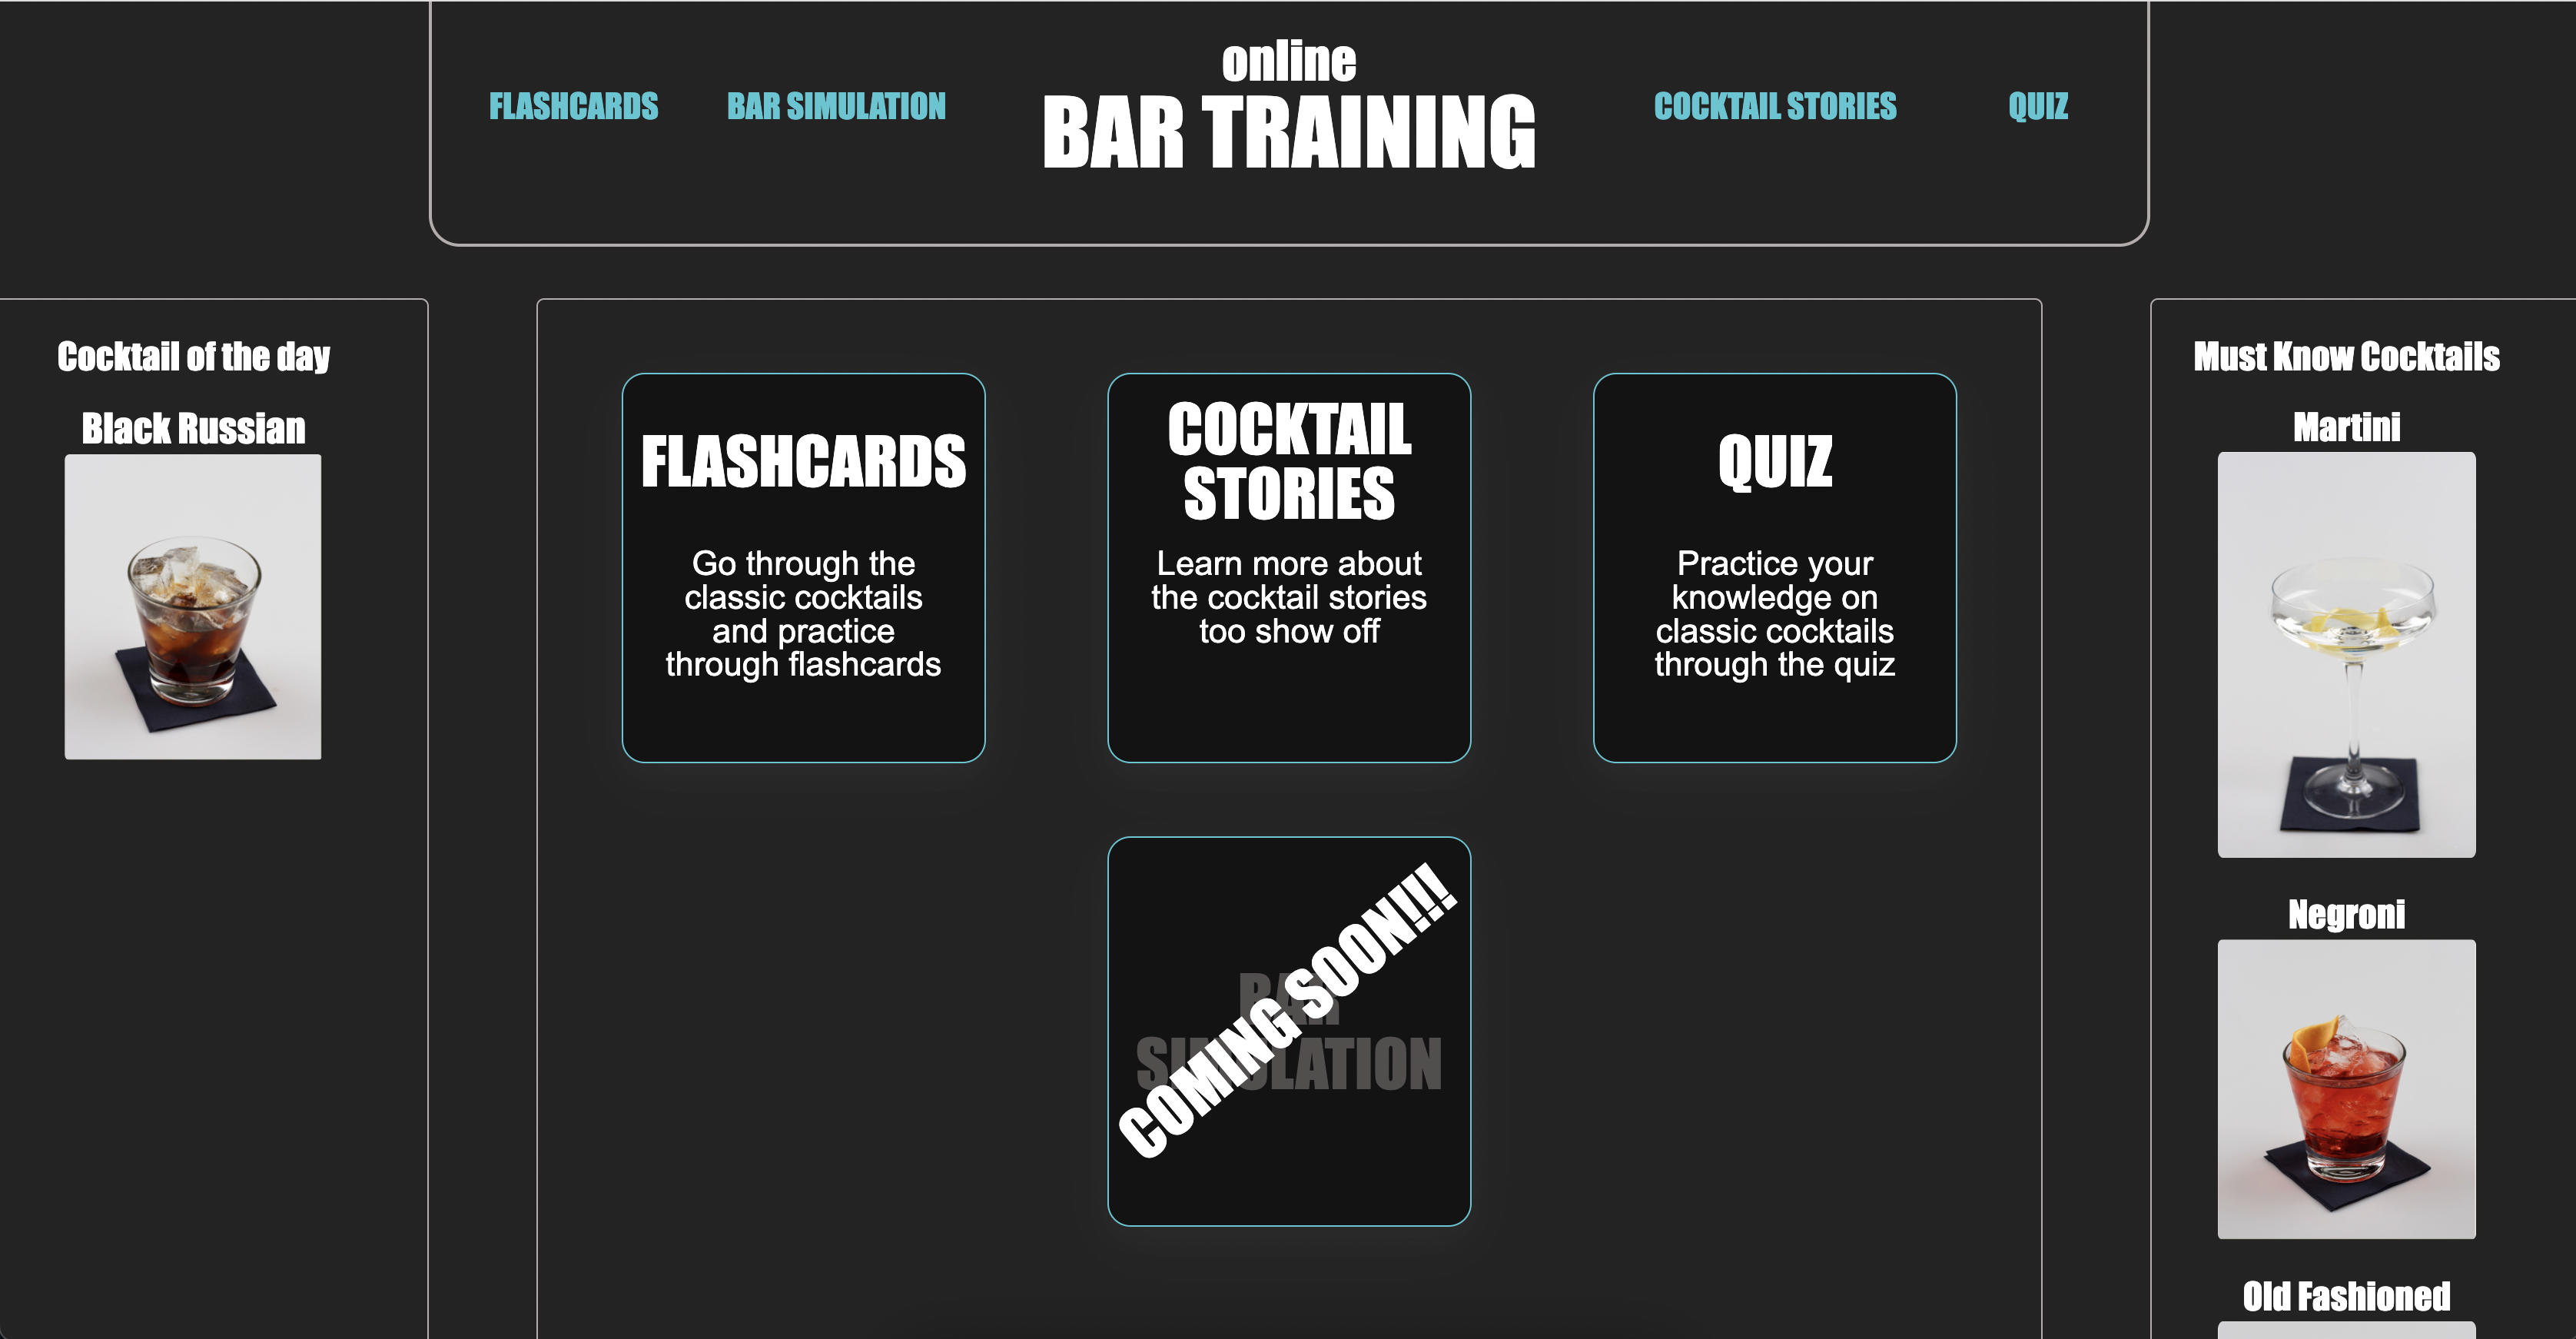 online
BAR TRAINING
FLASHCARDS
BAR SIMULATION
COCKTAIL STORIES
QUIZ
Cocktail of the day
Black Russian
FLASHCARDS
Go through the
classic cocktails
and practice
through flashcards
COCKTAIL
STORIES
Learn more about
the cocktail stories
too show off
QUIZ
Practice your
knowledge on
classic cocktails
through the quiz
BAR
SIMULATION
COMING SOON!!!
Must Know Cocktails
Martini
Negroni
Old Fashioned